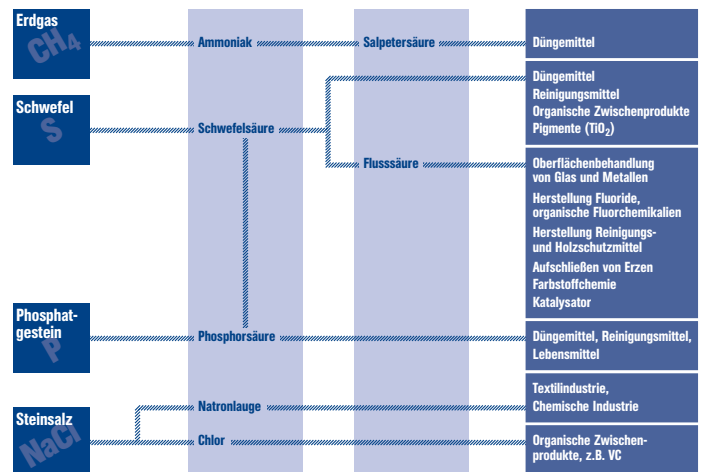 Erdgas
CH4
Ammoniak
Salpetersäure
Düngemittel
Schwefel
S
Schwefelsäure
Düngemittel
Reinigungsmittel
Organische Zwischenprodukte
Pigmente (TiO2)
Flusssäure
Oberflächenbehandlung
von Glas und Metallen
Herstellung Fluoride,
organische Fluorchemikalien
Herstellung Reinigungs-
und Holzschutzmittel
Aufschließen von Erzen
Farbstoffchemie
Katalysator
Phosphat-
gestein
P
Phosphorsäure
Düngemittel, Reinigungsmittel,
Lebensmittel
Steinsalz
NaCl
Natronlauge
Textilindustrie,
Chemische Industrie
Chlor
Organische Zwischen-
produkte, z.B. VC